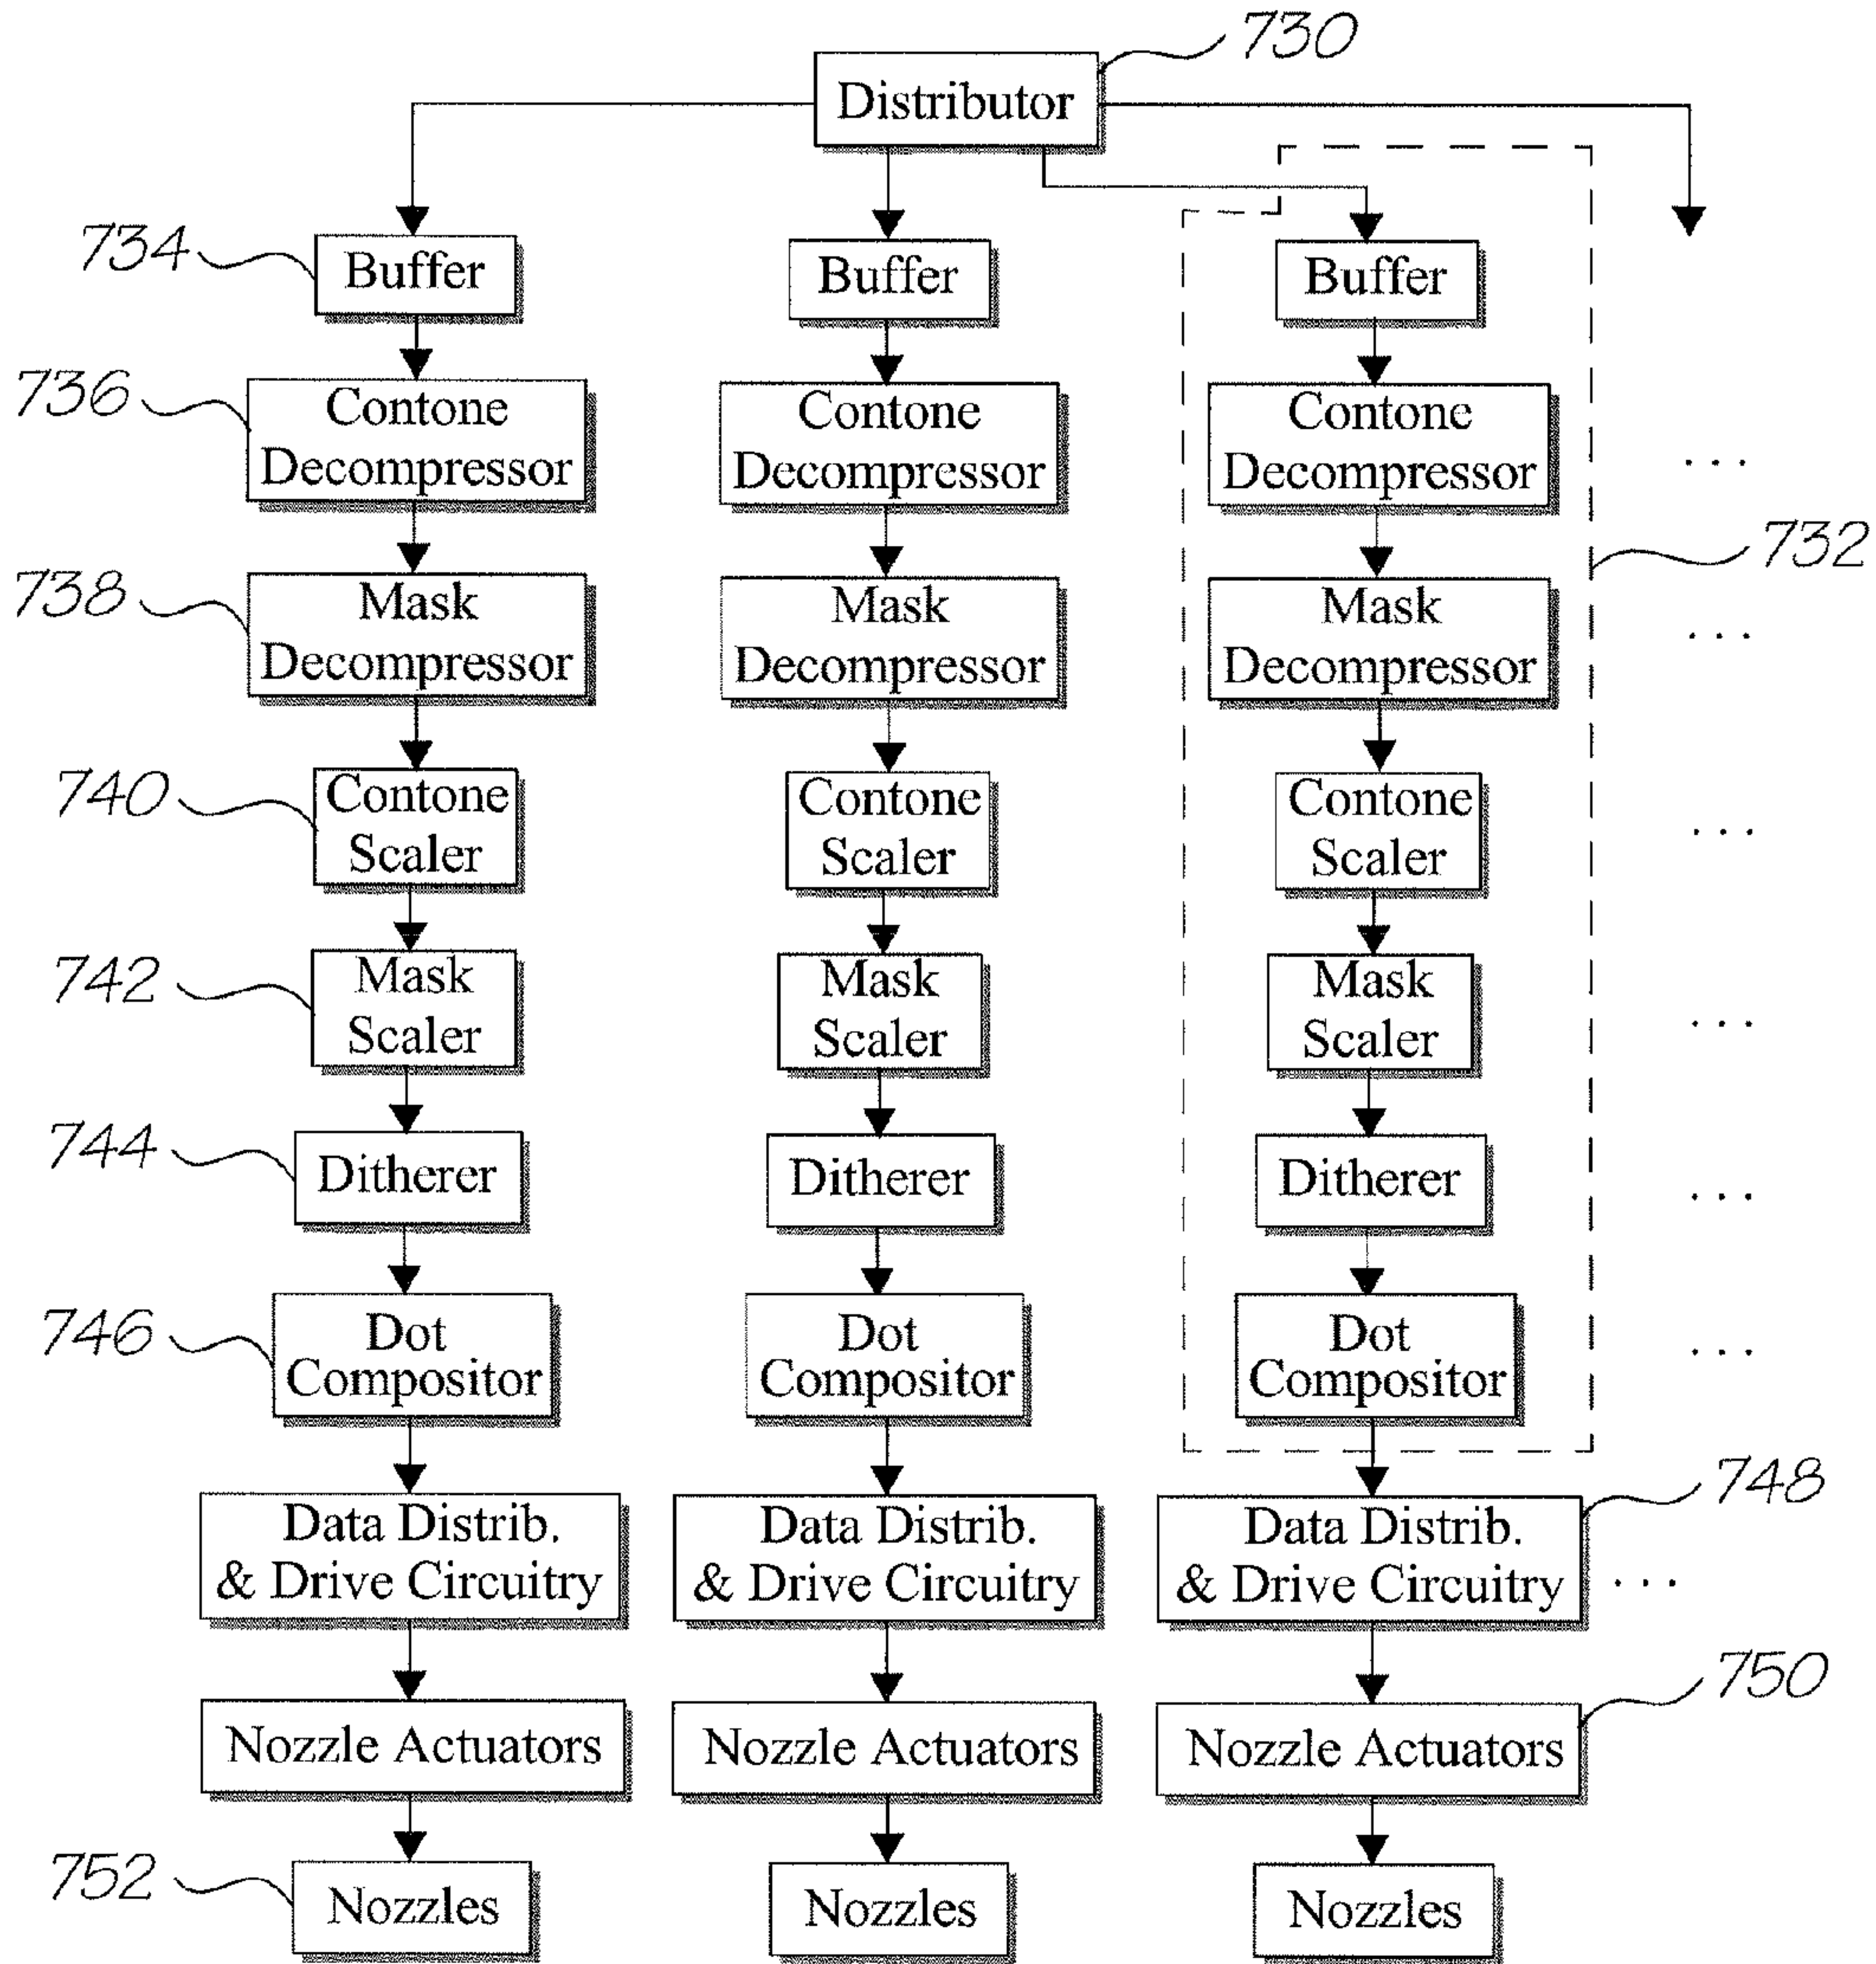 730
Distributor
734
Buffer
Buffer
Buffer
736
Contone
Decompressor
Contone
Decompressor
Contone
Decompressor
...
732
738
Mask
Decompressor
Mask
Decompressor
Mask
Decompressor
...
740
Contone
Scaler
Contone
Scaler
Contone
Scaler
...
742
Mask
Scaler
Mask
Scaler
Mask
Scaler
...
744
Ditherer
Ditherer
Ditherer
...
746
Dot
Compositor
Dot
Compositor
Dot
Compositor
...
748
Data Distrib.
& Drive Circuitry
Data Distrib.
& Drive Circuitry
Data Distrib.
& Drive Circuitry
...
750
Nozzle Actuators
Nozzle Actuators
Nozzle Actuators
752
Nozzles
Nozzles
Nozzles